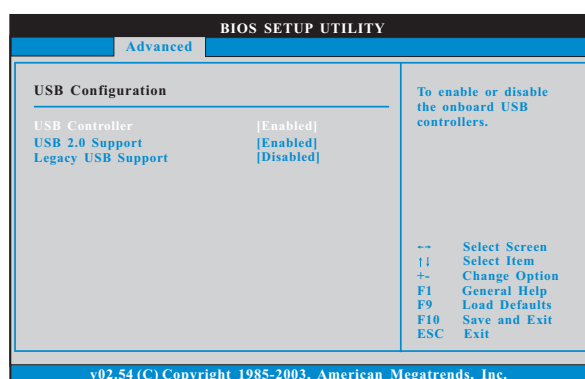 BIOS SETUP UTILITY
Advanced
USB Configuration
USB Controller [Enabled]
USB 2.0 Support [Enabled]
Legacy USB Support [Disabled]
To enable or disable
the onboard USB
controllers.
←→ Select Screen
↑↓ Select Item
+- Change Option
F1 General Help
F9 Load Defaults
F10 Save and Exit
ESC Exit
v02.54 (C) Copyright 1985-2003, American Megatrends, Inc.